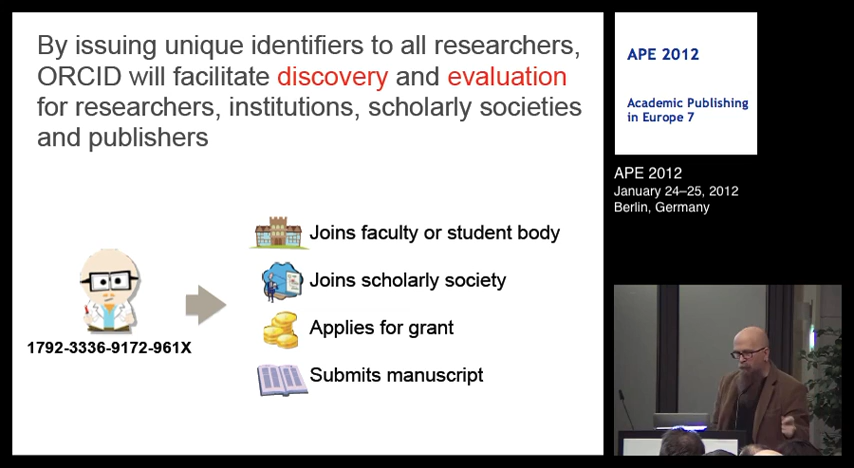 By issuing unique identifiers to all researchers,
ORCID will facilitate discovery and evaluation
for researchers, institutions, scholarly societies
and publishers
1792-3336-9172-961X
Joins faculty or student body
Joins scholarly society
Applies for grant
Submits manuscript
APE 2012
Academic Publishing
in Europe 7
APE 2012
January 24–25, 2012
Berlin, Germany